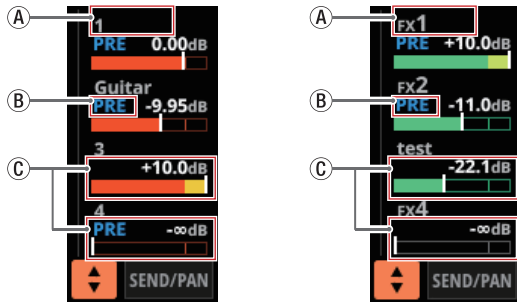 A
1
PRE 0.00dB
Guitar
B
PRE -9.95dB
3
C
+10.0dB
4
PRE -∞dB
SEND/PAN
A
FX1
PRE +10.0dB
FX2
B
PRE -11.0dB
test
C
-22.1dB
FX4
-∞dB
SEND/PAN